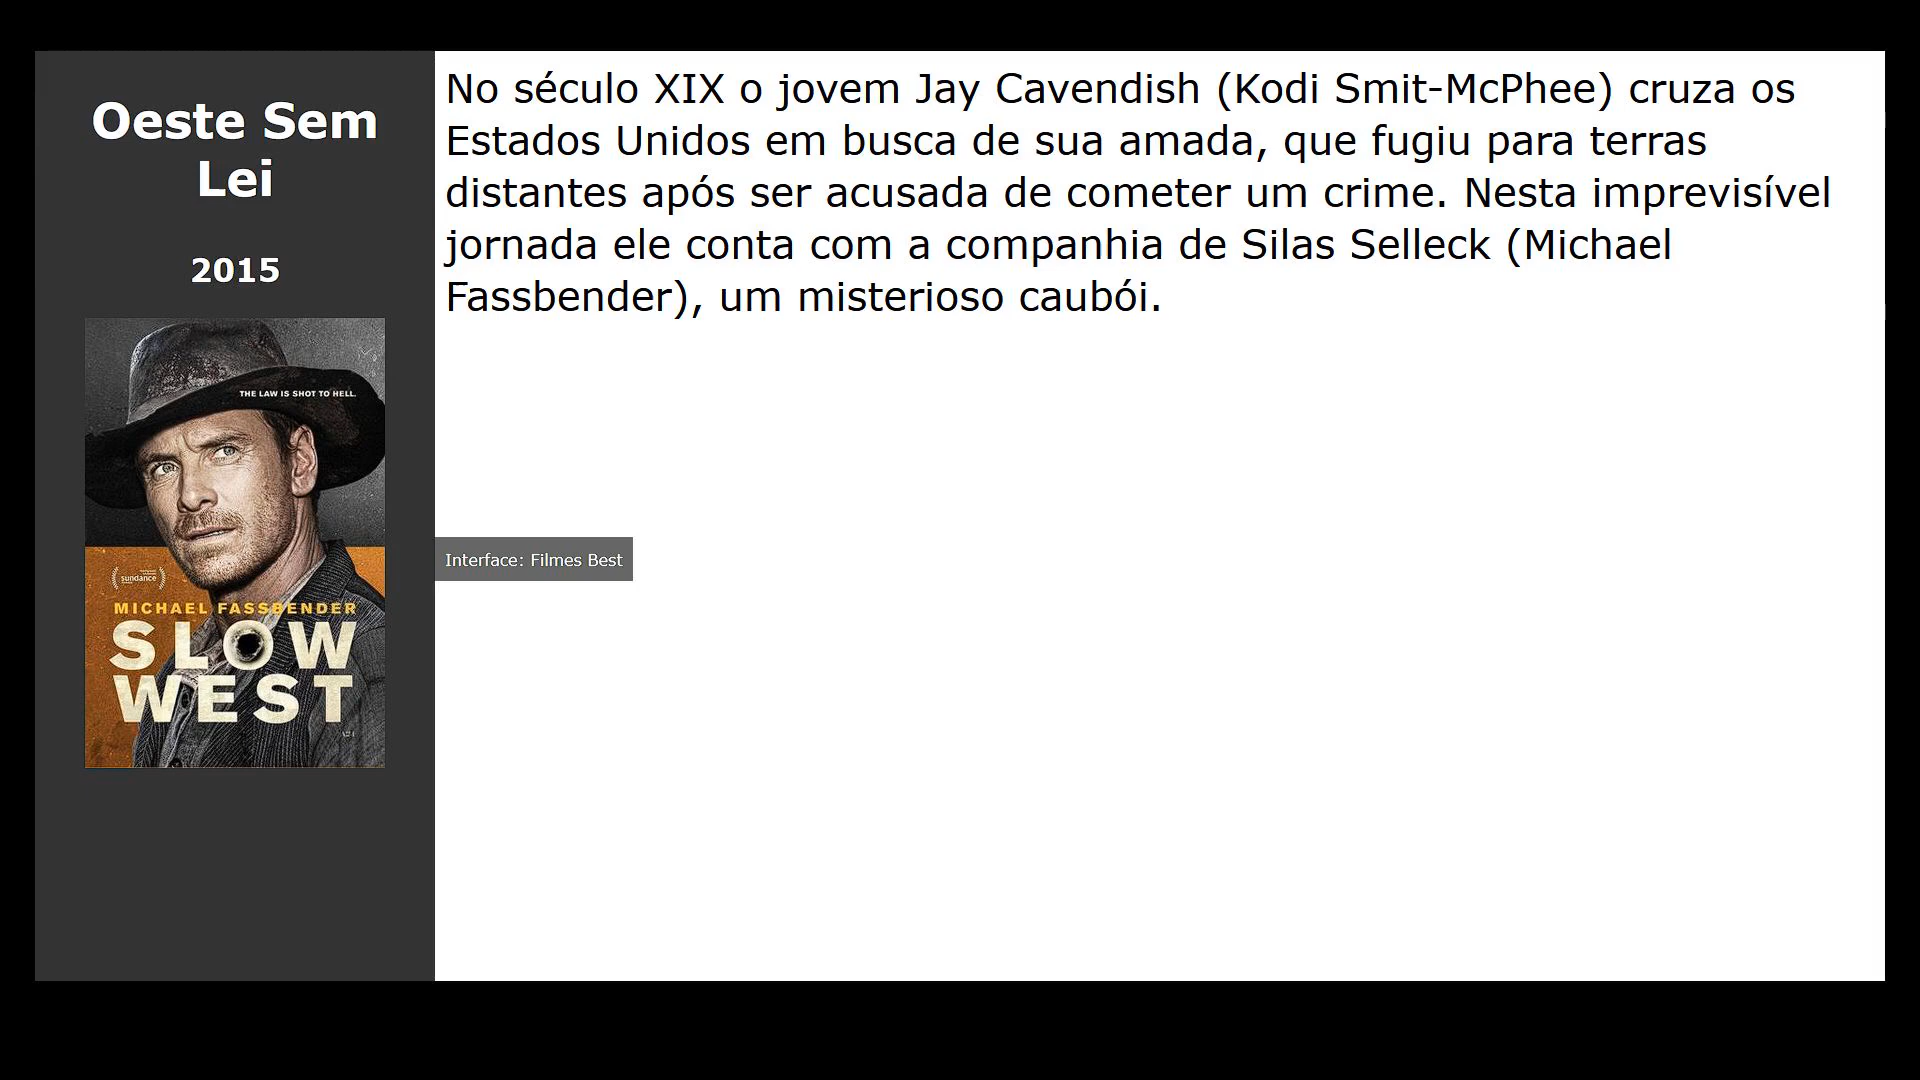 Oeste Sem
Lei
2015
THE LAW IS SHOT TO HELL.
sundance
MICHAEL FASSBENDER
SLOW
WEST
No século XIX o jovem Jay Cavendish (Kodi Smit-McPhee) cruza os
Estados Unidos em busca de sua amada, que fugiu para terras
distantes após ser acusada de cometer um crime. Nesta imprevisível
jornada ele conta com a companhia de Silas Selleck (Michael
Fassbender), um misterioso caubói.
Interface: Filmes Best